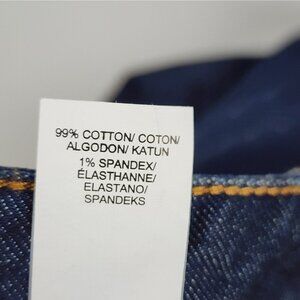 99% COTTON/ COTON/
ALGODON/ KATUN
1% SPANDEX/
ÉLASTHANNE/
ELASTANO/
SPANDEKS